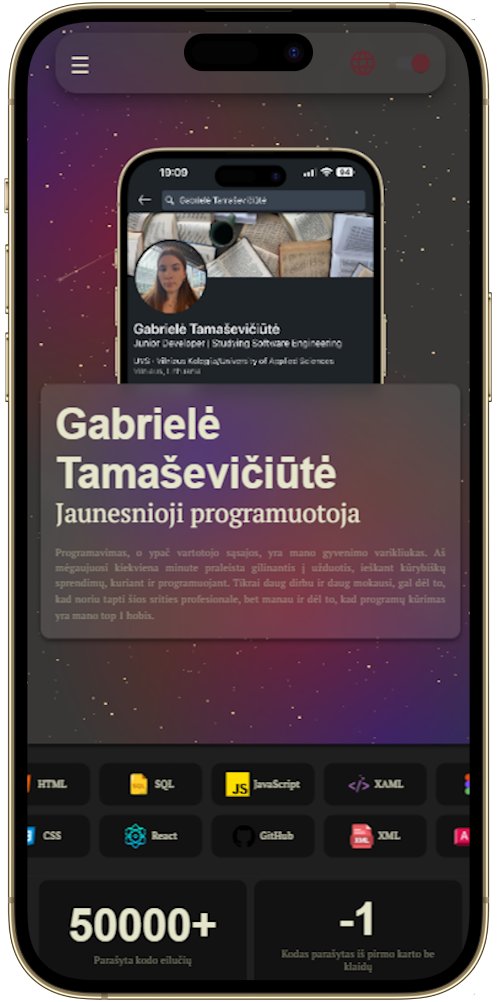 19:09
94
Gabrielė Tamaševičiūtė
Gabrielė Tamaševičiūtė
Junior Developer | Studying Software Engineering
UVS - Vilniaus Kolegija/University of Applied Sciences
Vilnius, Lithuania
Gabrielė
Tamaševičiūtė
Jaunesnioji programuotoja
Programavimas, o ypač vartotojo sąsajos, yra mano gyvenimo varikliukas. Aš
mėgaujuosi kiekviena minute praleista gilinantis į užduotis, ieškant kūrybiškų
sprendimų, kuriant ir programuojant. Tikrai daug dirbu ir daug mokausi, gal dėl to,
kad noriu tapti šios srities profesionale, bet manau ir dėl to, kad programų kūrimas
yra mano top 1 hobis.
HTML
SQL
SQL
JS
JavaScript
XAML
CSS
React
GitHub
XML
XML
A
50000+
Parašyta kodo eilučių
-1
Kodas parašytas iš pirmo karto be
klaidų